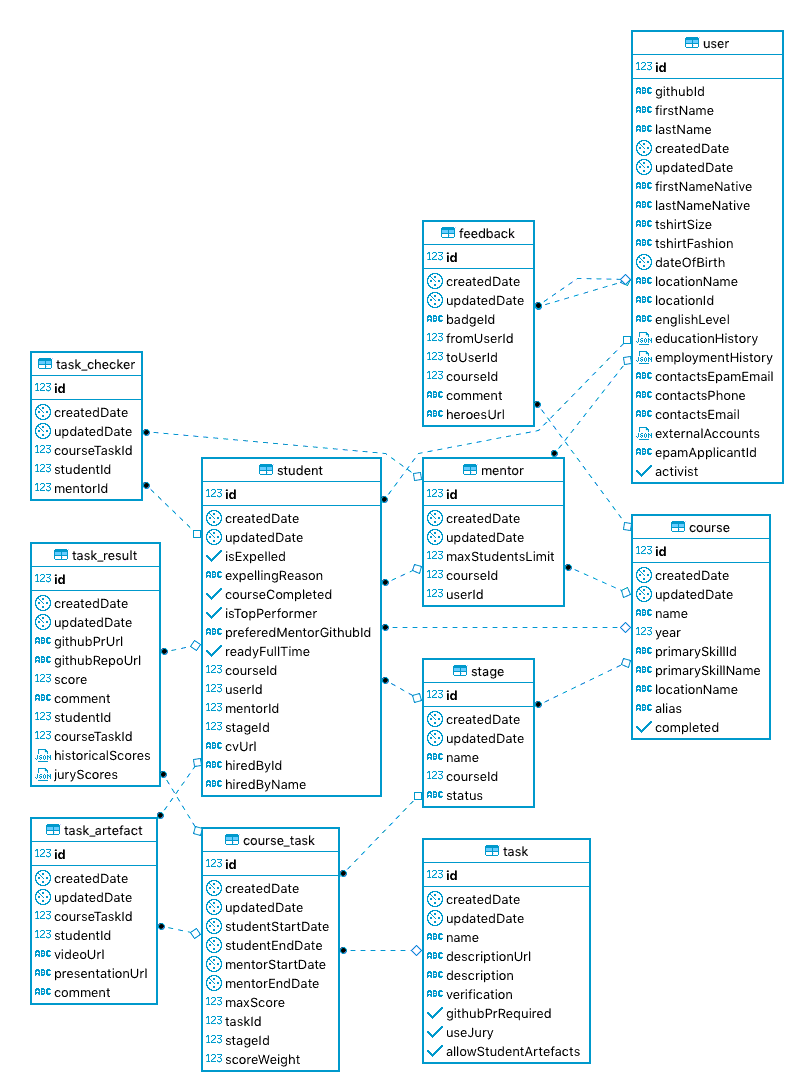 user
123 id
ABC githubId
ABC firstName
ABC lastName
createdDate
updatedDate
ABC firstNameNative
ABC lastNameNative
ABC tshirtSize
ABC tshirtFashion
dateOfBirth
ABC locationName
ABC locationId
ABC englishLevel
JSON educationHistory
JSON employmentHistory
ABC contactsEpamEmail
ABC contactsPhone
ABC contactsEmail
JSON externalAccounts
ABC epamApplicantId
activist
feedback
123 id
createdDate
updatedDate
ABC badgeId
123 fromUserId
123 toUserId
123 courseId
ABC comment
ABC heroesUrl
task_checker
123 id
createdDate
updatedDate
123 courseTaskId
123 studentId
123 mentorId
student
123 id
createdDate
updatedDate
isExpelled
ABC expellingReason
courseCompleted
isTopPerformer
ABC preferedMentorGithubId
readyFullTime
123 courseId
123 userId
123 mentorId
123 stageId
ABC cvUrl
ABC hiredById
ABC hiredByName
mentor
123 id
createdDate
updatedDate
123 maxStudentsLimit
123 courseId
123 userId
course
123 id
createdDate
updatedDate
ABC name
123 year
ABC primarySkillId
ABC primarySkillName
ABC locationName
ABC alias
completed
task_result
123 id
createdDate
updatedDate
ABC githubPrUrl
ABC githubRepoUrl
123 score
ABC comment
123 studentId
123 courseTaskId
JSON historicalScores
JSON juryScores
stage
123 id
createdDate
updatedDate
ABC name
123 courseId
ABC status
task_artefact
123 id
createdDate
updatedDate
123 courseTaskId
123 studentId
ABC videoUrl
ABC presentationUrl
ABC comment
course_task
123 id
createdDate
updatedDate
studentStartDate
studentEndDate
mentorStartDate
mentorEndDate
123 maxScore
123 taskId
123 stageId
123 scoreWeight
task
123 id
createdDate
updatedDate
ABC name
ABC descriptionUrl
ABC description
ABC verification
githubPrRequired
useJury
allowStudentArtefacts